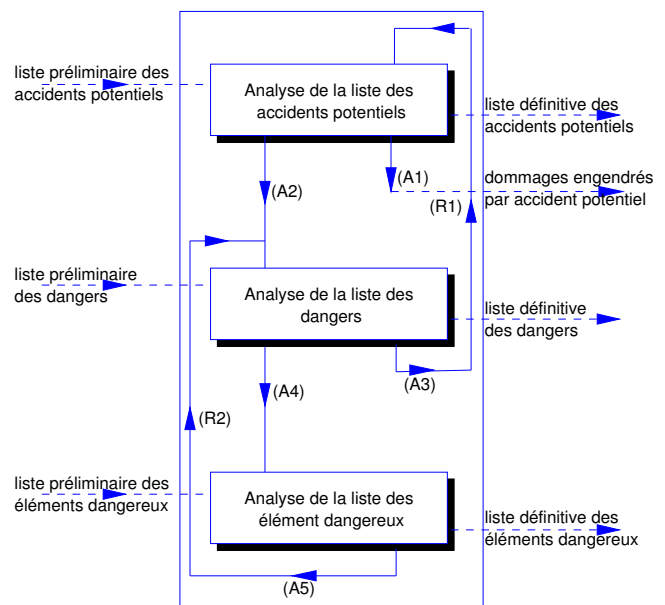 liste préliminaire des
accidents potentiels
Analyse de la liste des
accidents potentiels
liste définitive des
accidents potentiels
(A1)
dommages engendrés
par accident potentiel
(A2)
(R1)
liste préliminaire
des dangers
Analyse de la liste des
dangers
liste définitive
des dangers
(A3)
(A4)
(R2)
liste préliminaire des
éléments dangereux
Analyse de la liste des
élément dangereux
liste définitive des
éléments dangereux
(A5)